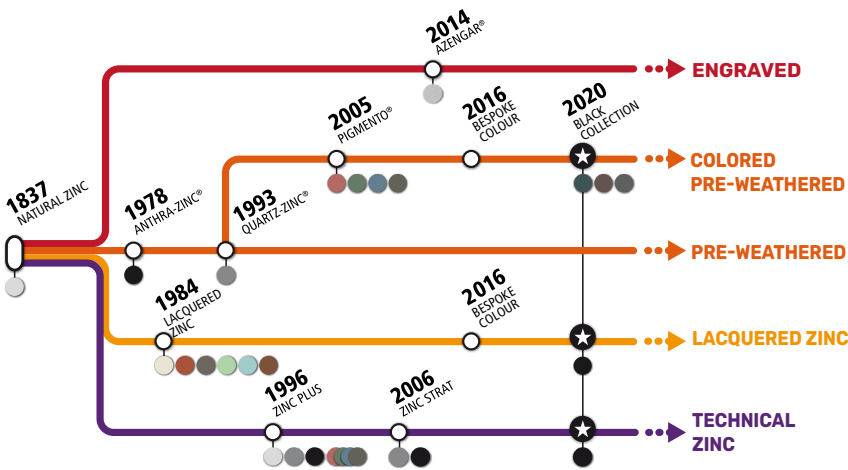 2014
AZENGAR®
ENGRAVED
2005
PIGMENTO®
2016
BESPOKE
COLOUR
2020
BLACK
COLLECTION
COLORED
PRE-WEATHERED
1837
NATURAL ZINC
1978
ANTHRA-ZINC®
1993
QUARTZ-ZINC®
PRE-WEATHERED
1984
LACQUERED
ZINC
2016
BESPOKE
COLOUR
LACQUERED ZINC
1996
ZINC PLUS
2006
ZINC STRAT
TECHNICAL
ZINC